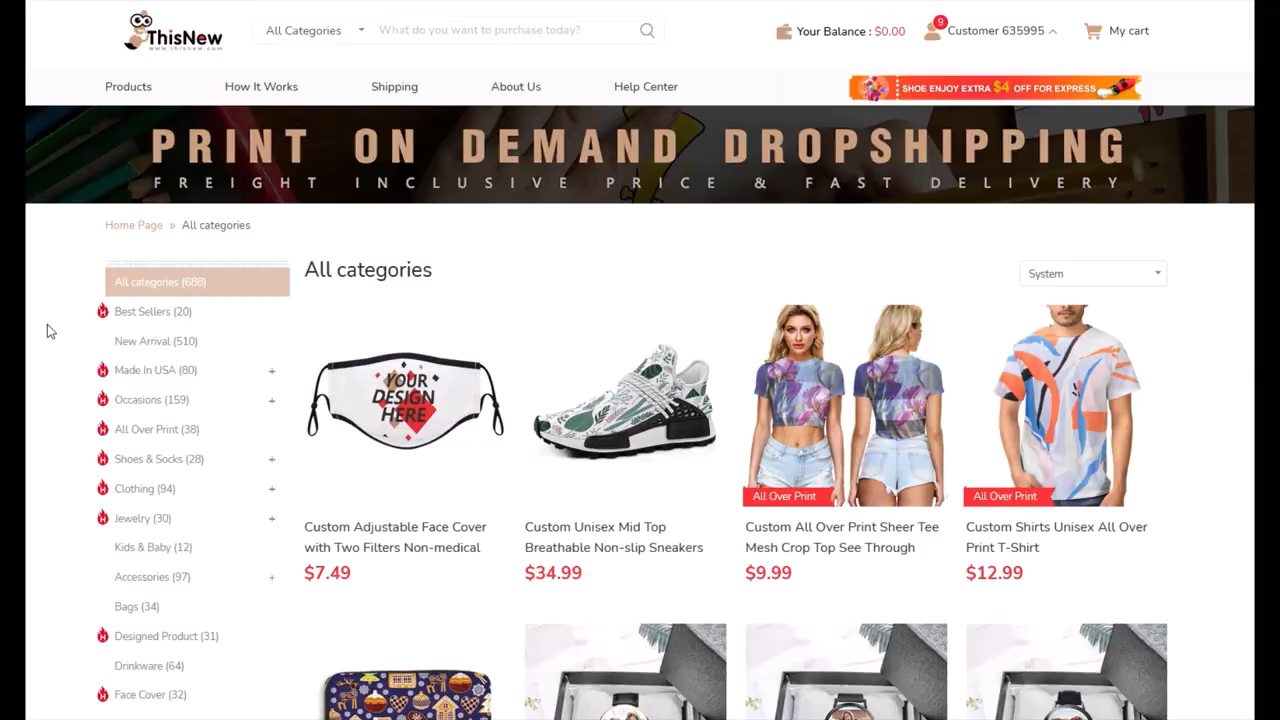 ThisNew
www.thisnew.com
All Categories
What do you want to purchase today?
Your Balance : $0.00
9
Customer 635995
My cart
Products
How It Works
Shipping
About Us
Help Center
SHOE ENJOY EXTRA $4 OFF FOR EXPRESS
PRINT ON DEMAND DROPSHIPPING
FREIGHT INCLUSIVE PRICE & FAST DELIVERY
Home Page » All categories
All categories (688)
Best Sellers (20)
New Arrival (510)
Made In USA (80) +
Occasions (159) +
All Over Print (38)
Shoes & Socks (28) +
Clothing (94) +
Jewelry (30) +
Kids & Baby (12)
Accessories (97) +
Bags (34)
Designed Product (31)
Drinkware (64)
Face Cover (32)
All categories
System
YOUR
DESIGN
HERE
Custom Adjustable Face Cover
with Two Filters Non-medical
$7.49
Custom Unisex Mid Top
Breathable Non-slip Sneakers
$34.99
All Over Print
Custom All Over Print Sheer Tee
Mesh Crop Top See Through
$9.99
All Over Print
Custom Shirts Unisex All Over
Print T-Shirt
$12.99